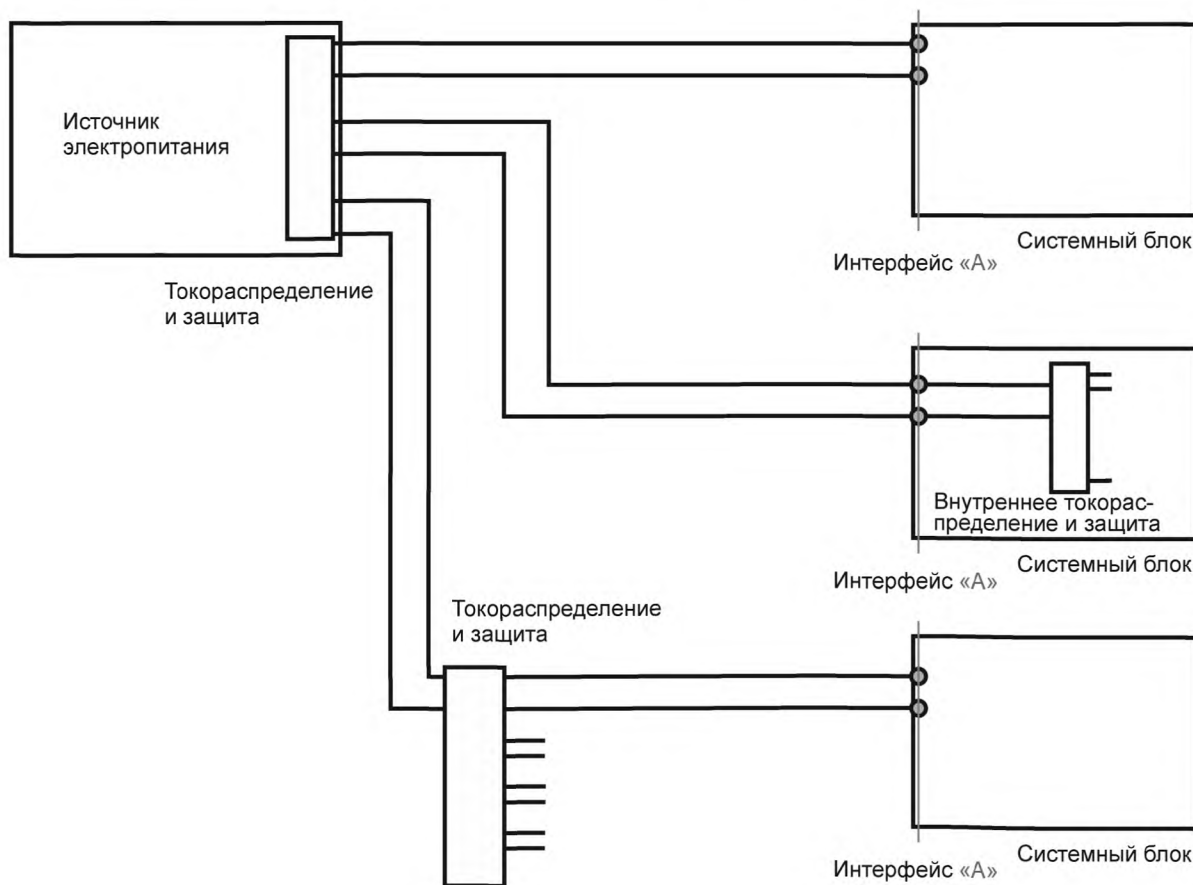 Источник
электропитания
Токораспределение
и защита
Системный блок
Интерфейс «А»
Внутреннее токорас-
пределение и защита
Системный блок
Интерфейс «А»
Токораспределение
и защита
Системный блок
Интерфейс «А»